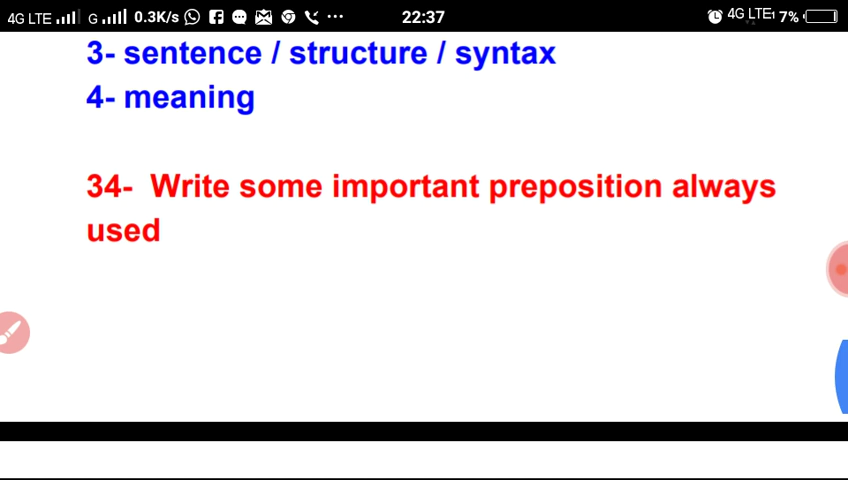 4G LTE G 0.3K/s ... 22:37 4G LTE1 7%
3- sentence / structure / syntax
4- meaning
34- Write some important preposition always
used